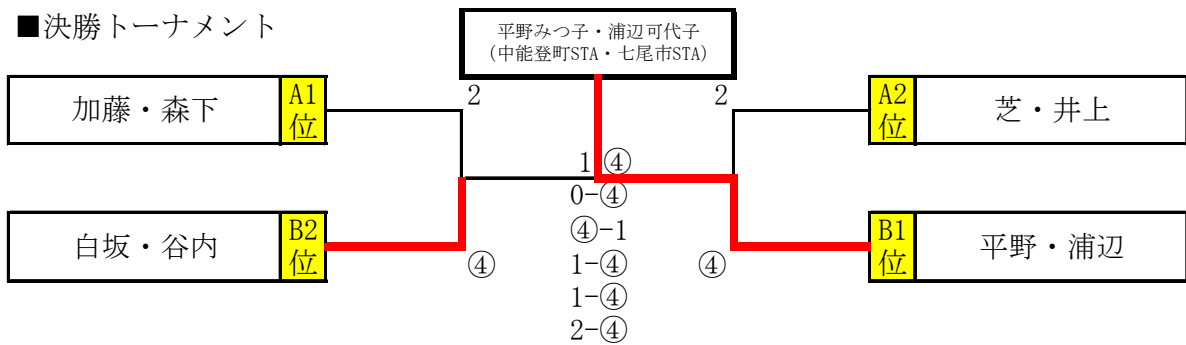 ■決勝トーナメント
平野みつ子・浦辺可代子
(中能登町STA・七尾市STA)
加藤・森下
A1
位
2
2
A2
位
芝・井上
1 ④
0-④
④-1
1-④
1-④
2-④
白坂・谷内
B2
位
④
④
B1
位
平野・浦辺